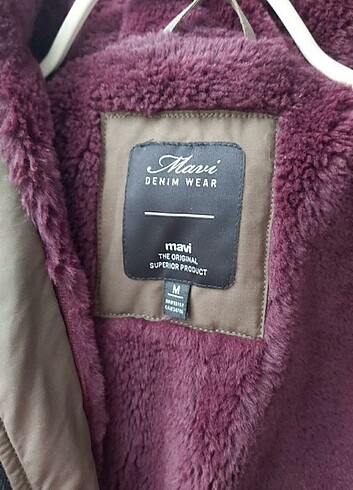 Mavi
DENIM WEAR
mavi
THE ORIGINAL
SUPERIOR PRODUCT
M